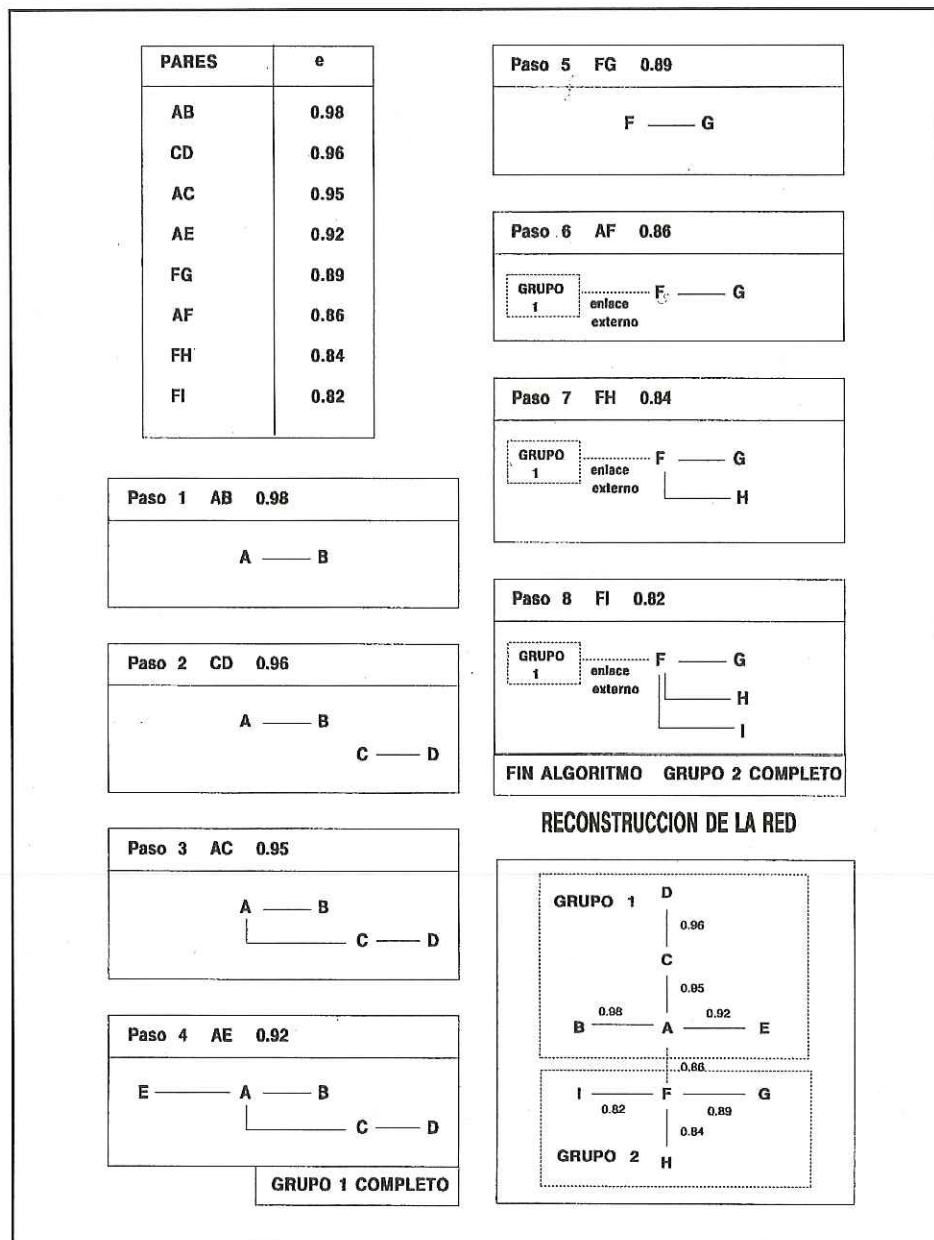 PARES e
AB 0.98
CD 0.96
AC 0.95
AE 0.92
FG 0.89
AF 0.86
FH 0.84
FI 0.82
Paso 1 AB 0.98
A B
Paso 2 CD 0.96
A B
C D
Paso 3 AC 0.95
A B
C D
Paso 4 AE 0.92
E A B
C D
GRUPO 1 COMPLETO
Paso 5 FG 0.89
F G
Paso 6 AF 0.86
GRUPO
1
enlace
externo
F G
Paso 7 FH 0.84
GRUPO
1
enlace
externo
F G
H
Paso 8 FI 0.82
GRUPO
1
enlace
externo
F G
H
I
FIN ALGORITMO GRUPO 2 COMPLETO
RECONSTRUCCION DE LA RED
GRUPO 1
D
0.96
C
0.95
B 0.98 A 0.92 E
0.86
I 0.82 F 0.89 G
0.84
GRUPO 2 H